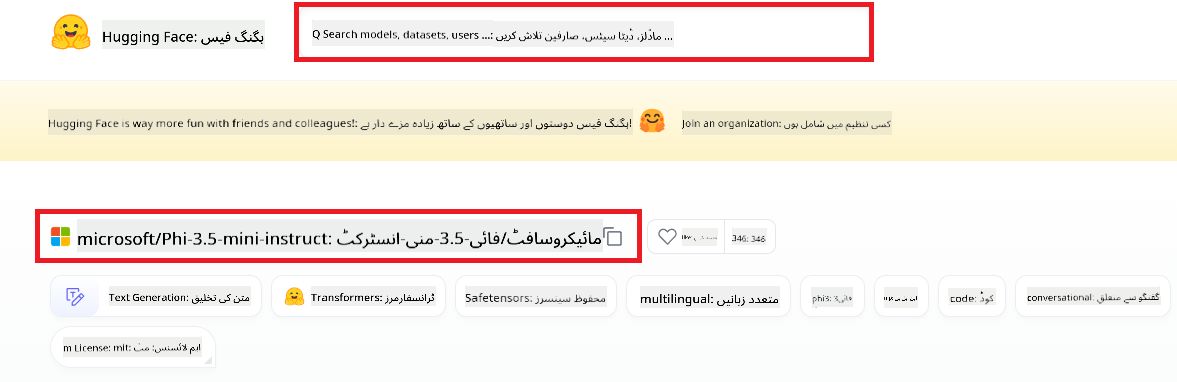 Hugging Face: ہگنگ فیس
Q Search models, datasets, users ...: ماڈلز، ڈیٹا سیٹس، صارفین تلاش کریں ...
Hugging Face is way more fun with friends and colleagues!: ہگنگ فیس دوستوں اور ساتھیوں کے ساتھ زیادہ مزے دار ہے!
Join an organization: کسی تنظیم میں شامل ہوں
microsoft/Phi-3.5-mini-instruct: مائیکروسافٹ/فائی-3.5-منی-انسٹرکٹ
like
346: 346
Text Generation: متن کی تخلیق
Transformers: ٹرانسفارمرز
Safetensors: محفوظ سینسرز
multilingual: متعدد زبانیں
phi3: فائی3
code: کوڈ
conversational: گفتگو سے متعلق
m License: mit: ایم لائسنس: مٹ